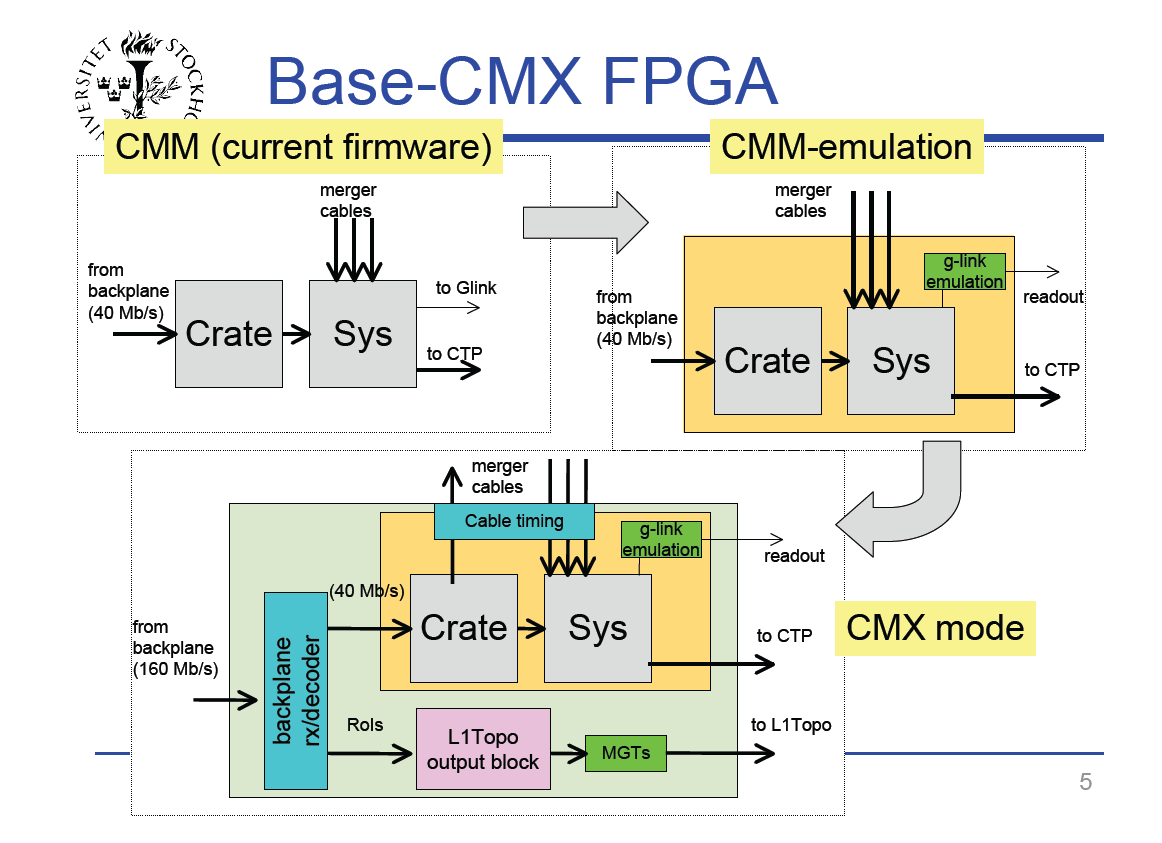 Base-CMX FPGA
CMM (current firmware)
merger
cables
from
backplane
(40 Mb/s)
Crate
Sys
to Glink
to CTP
CMM-emulation
merger
cables
g-link
emulation
readout
from
backplane
(40 Mb/s)
Crate
Sys
to CTP
merger
cables
Cable timing
g-link
emulation
readout
(40 Mb/s)
Crate
Sys
to CTP
CMX mode
from
backplane
(160 Mb/s)
backplane
rx/decoder
RoIs
L1Topo
output block
MGTs
to L1Topo
5